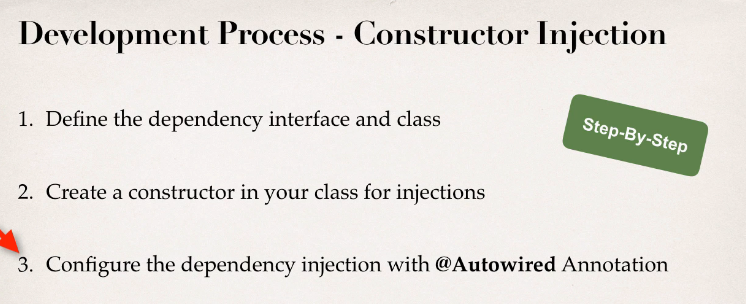 Development Process - Constructor Injection
1. Define the dependency interface and class
Step-By-Step
2. Create a constructor in your class for injections
3. Configure the dependency injection with @Autowired Annotation